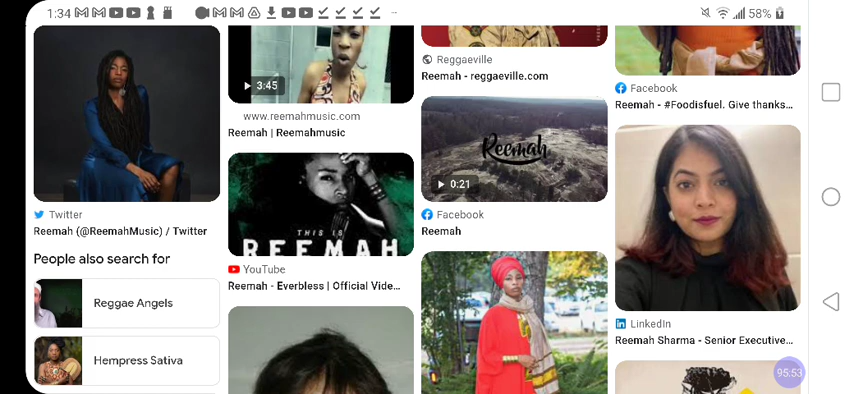 1:34
58%
3:45
www.reemahmusic.com
Reemah | Reemahmusic
Reggaeville
Reemah - reggaeville.com
Facebook
Reemah - #Foodisfuel. Give thanks...
Reemah
0:21
Twitter
Reemah (@ReemahMusic) / Twitter
THIS IS
REEMAH
Facebook
Reemah
People also search for
YouTube
Reemah - Everbless | Official Vide...
Reggae Angels
Hempress Sativa
LinkedIn
Reemah Sharma - Senior Executive...
95:53